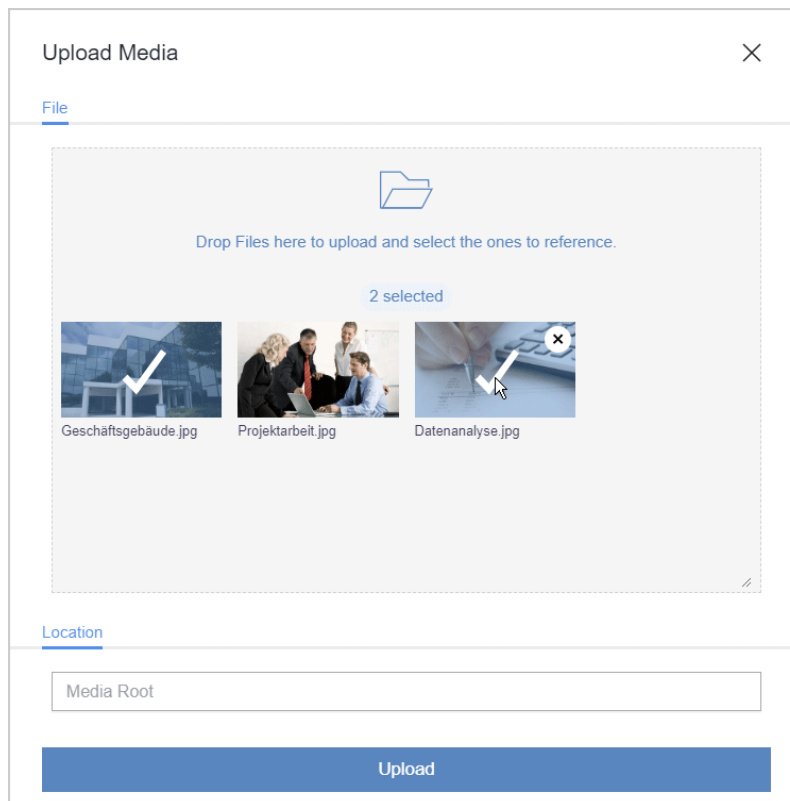 Upload Media
File
Drop Files here to upload and select the ones to reference.
2 selected
Geschäftsgebäude.jpg Projektarbeit.jpg Datenanalyse.jpg
Location
Media Root
Upload